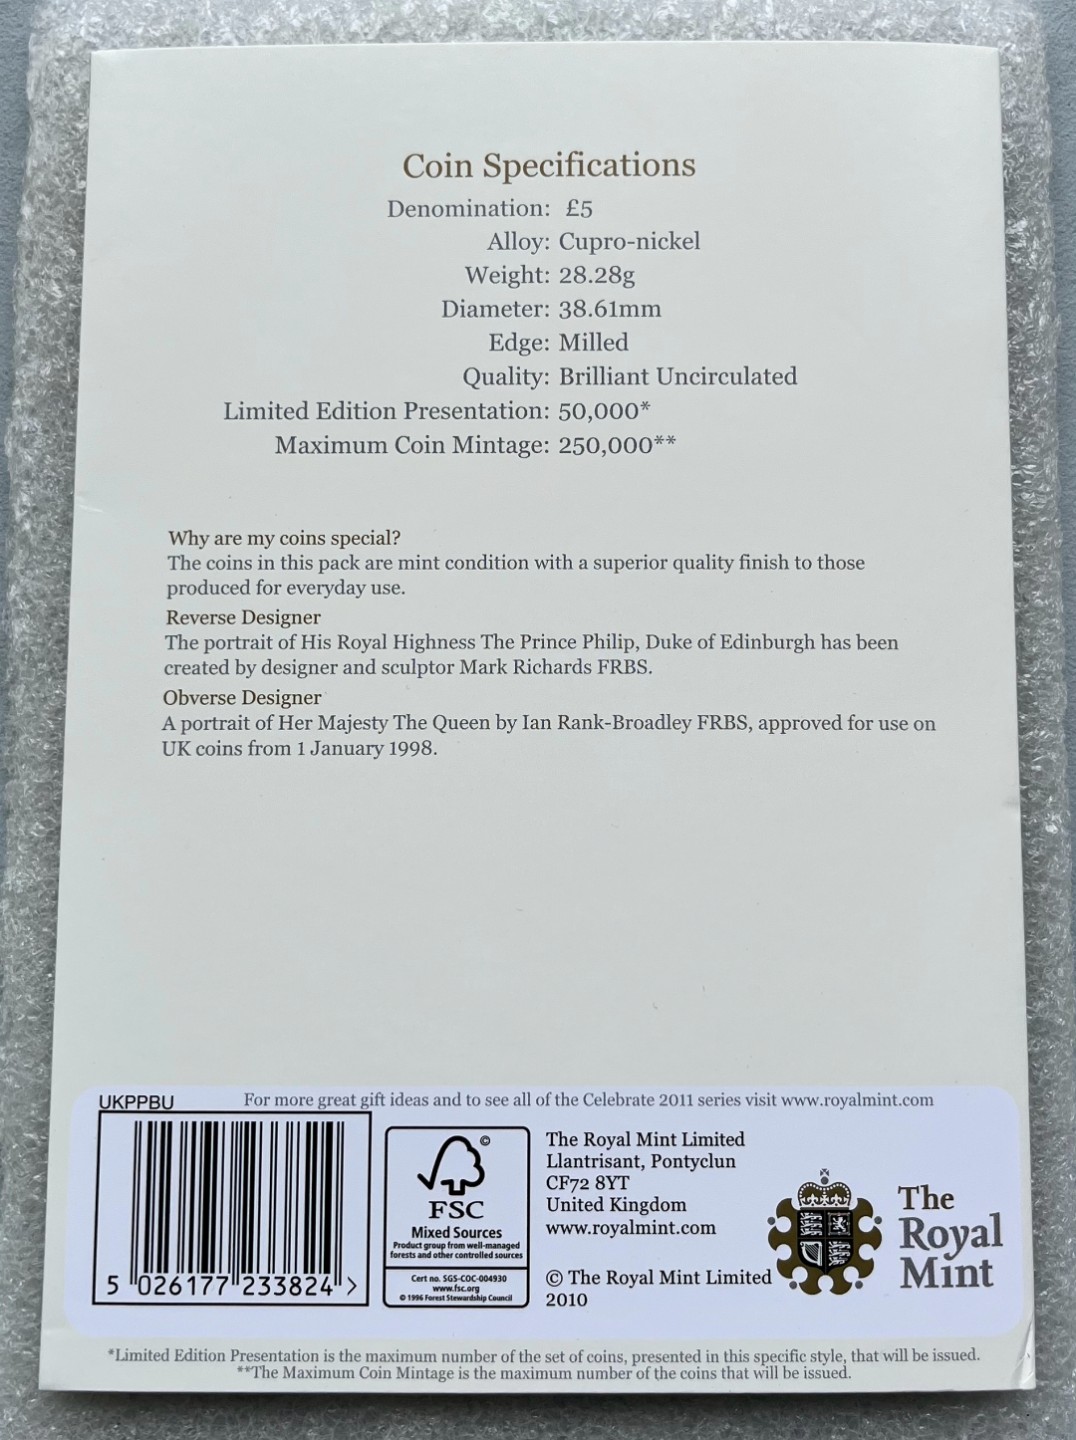 Coin Specifications
Denomination: £5
Alloy: Cupro-nickel
Weight: 28.28g
Diameter: 38.61mm
Edge: Milled
Quality: Brilliant Uncirculated
Limited Edition Presentation: 50,000*
Maximum Coin Mintage: 250,000**
Why are my coins special?
The coins in this pack are mint condition with a superior quality finish to those
produced for everyday use.
Reverse Designer
The portrait of His Royal Highness The Prince Philip, Duke of Edinburgh has been
created by designer and sculptor Mark Richards FRBS.
Obverse Designer
A portrait of Her Majesty The Queen by Ian Rank-Broadley FRBS, approved for use on
UK coins from 1 January 1998.
UKPPBU
For more great gift ideas and to see all of the Celebrate 2011 series visit www.royalmint.com
5 026177 233824 >
©
FSC
Mixed Sources
Product group from well-managed
forests and other controlled sources
Cert no. SGS-COC-004930
www.fsc.org
© 1996 Forest Stewardship Council
The Royal Mint Limited
Llantrisant, Pontyclun
CF72 8YT
United Kingdom
www.royalmint.com
© The Royal Mint Limited
2010
The
Royal
Mint
*Limited Edition Presentation is the maximum number of the set of coins, presented in this specific style, that will be issued.
**The Maximum Coin Mintage is the maximum number of the coins that will be issued.